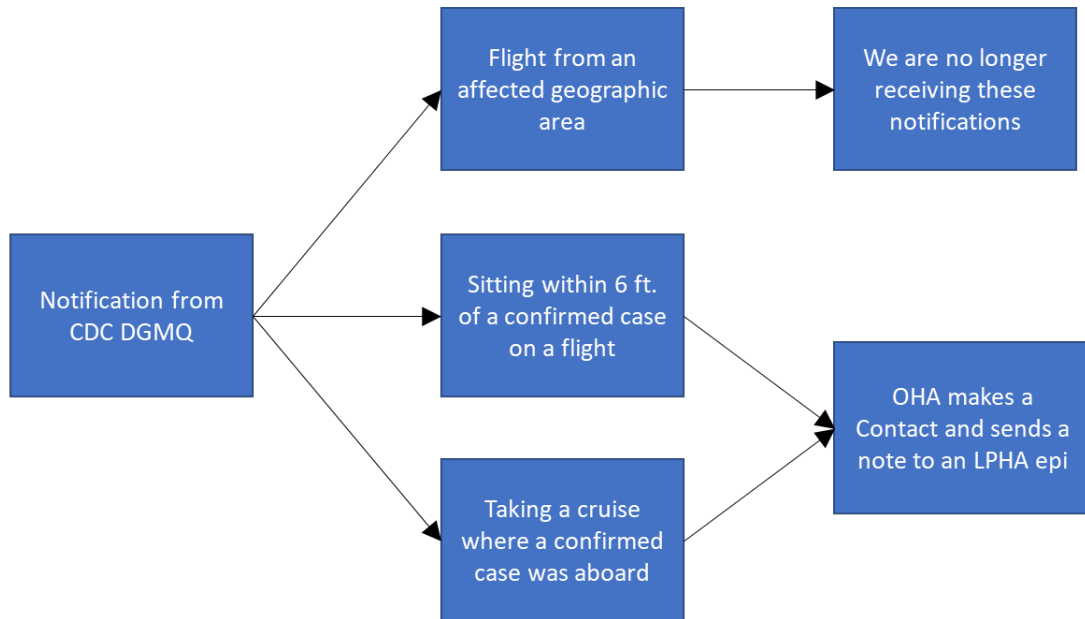 Flight from an
affected geographic
area
We are no longer
receiving these
notifications
Notification from
CDC DGMQ
Sitting within 6 ft.
of a confirmed case
on a flight
OHA makes a
Contact and sends a
note to an LPHA epi
Taking a cruise
where a confirmed
case was aboard